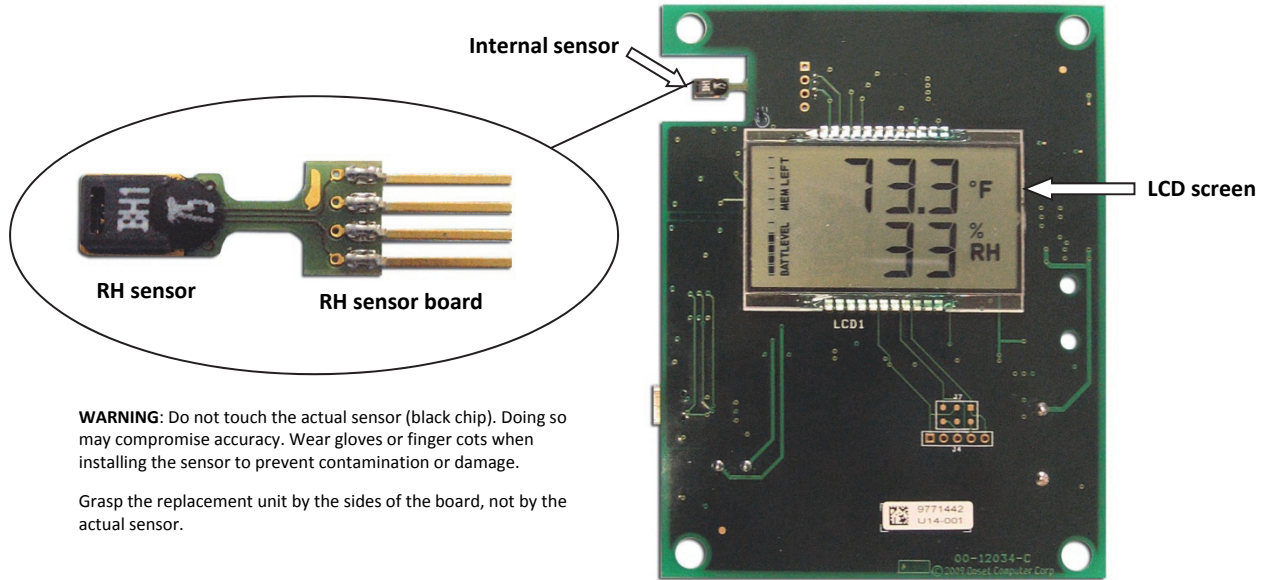 Internal sensor
RH sensor
RH sensor board
WARNING: Do not touch the actual sensor (black chip). Doing so
may compromise accuracy. Wear gloves or finger cots when
installing the sensor to prevent contamination or damage.
Grasp the replacement unit by the sides of the board, not by the
actual sensor.
MEM LEFT
73.3 °F
BATTLEVEL
33 % RH
LCD screen
LCD1
J7
J4
9771442
U14-001
00-12034-C
©2009 Onset Computer Corp